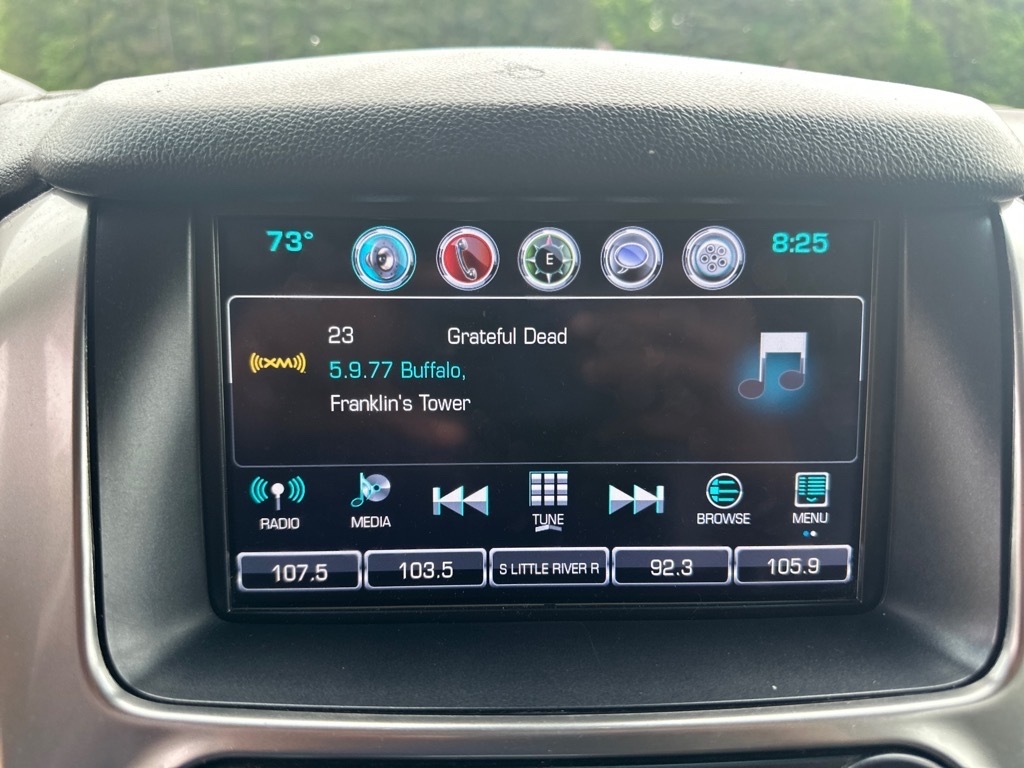 73°
E
8:25
23 Grateful Dead
((XM))
5.9.77 Buffalo,
Franklin's Tower
RADIO
MEDIA
TUNE
BROWSE
MENU
107.5
103.5
S LITTLE RIVER R
92.3
105.9